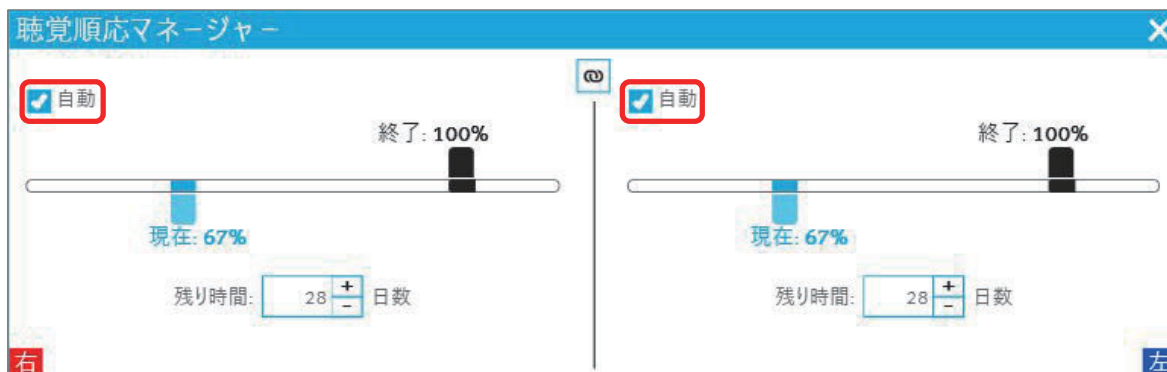 聴覚順応マネージャー
自動
終了: 100%
現在: 67%
残り時間: 28 + - 日数
右
自動
終了: 100%
現在: 67%
残り時間: 28 + - 日数
左